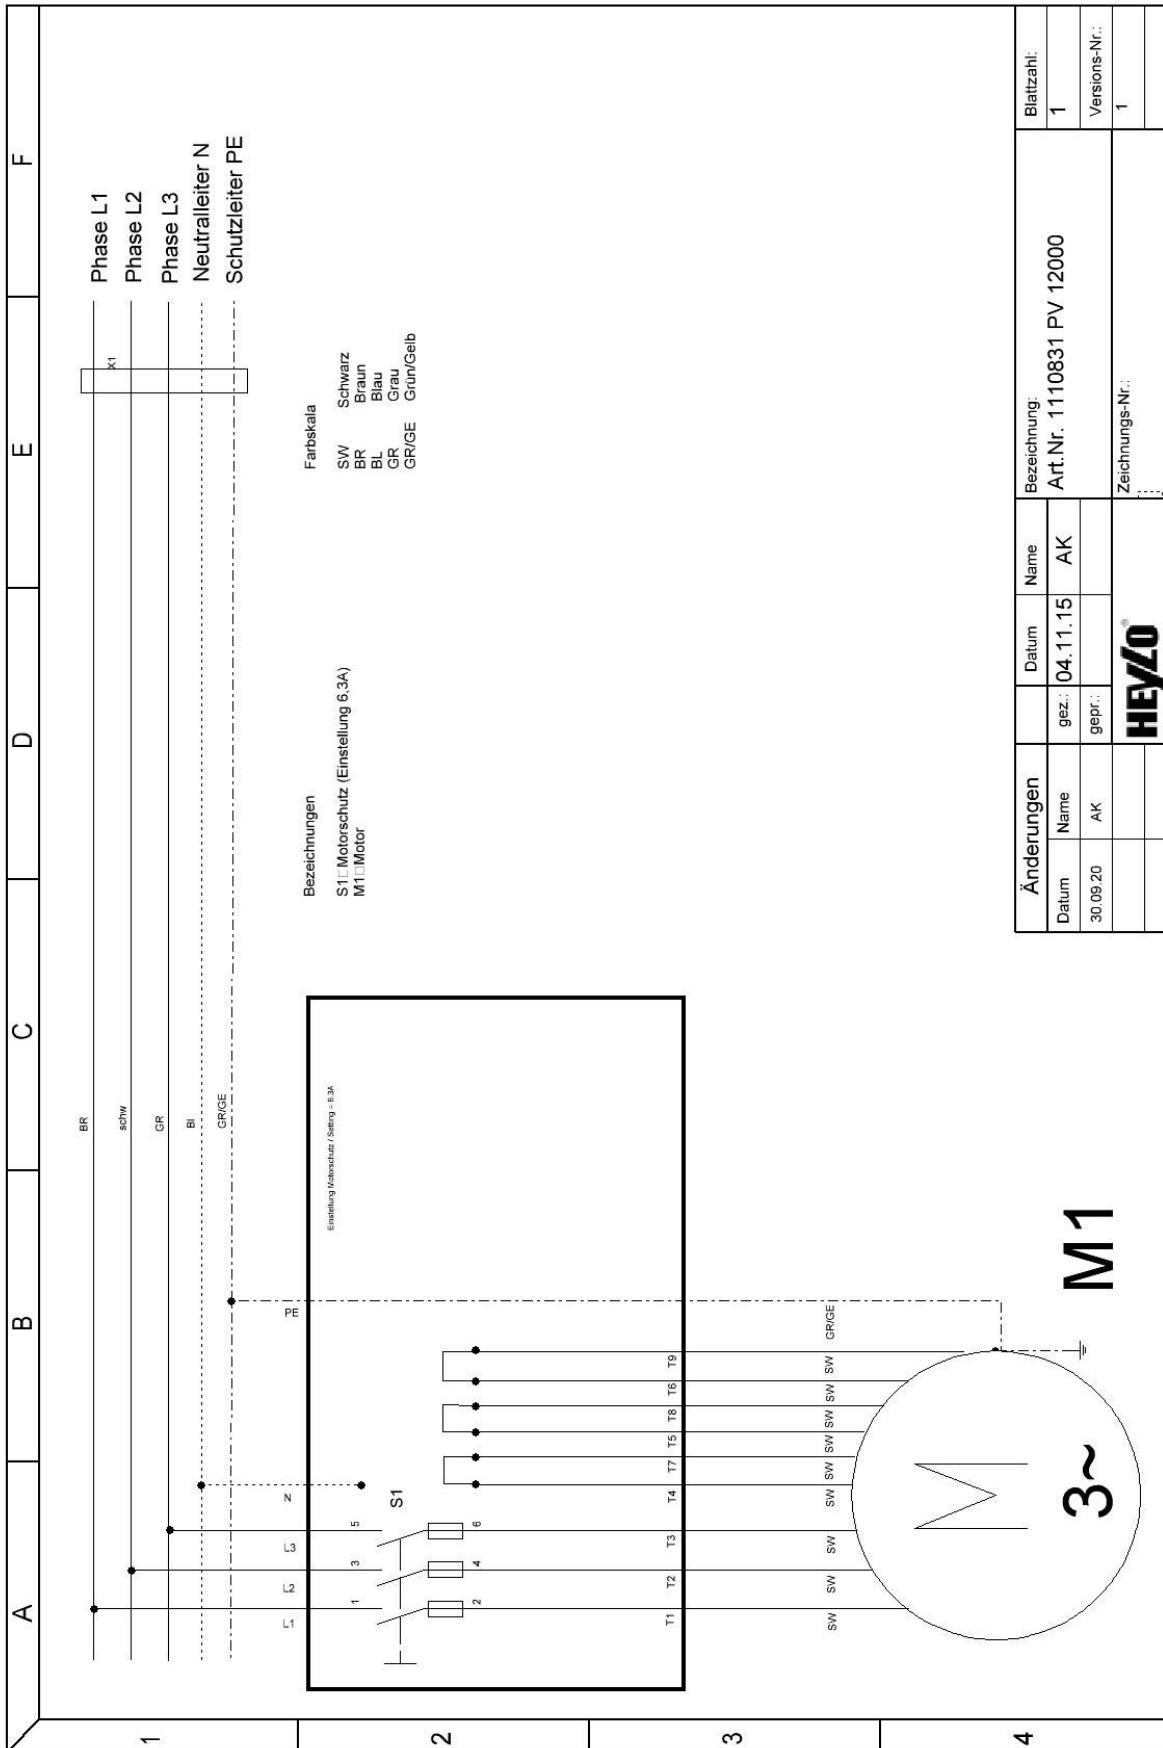 A
B
C
D
E
F
1
2
3
4
Phase L1
Phase L2
Phase L3
Neutralleiter N
Schutzleiter PE
X1
BR
schw
GR
Bl
GR/GE
Bezeichnungen
S1□Motorschutz (Einstellung 6,3A)
M1□Motor
Farbskala
SW Schwarz
BR Braun
BL Blau
GR Grau
GR/GE Grün/Gelb
L1 L2 L3 N PE
1 3 5
S1
2 4 6
Einstellung Motorschutz / Setting = 6.3A
T1 T2 T3 T4 T7 T5 T8 T6 T9
SW SW SW SW SW SW SW SW SW GR/GE
M
3~
M1
Änderungen
Datum Name
30.09.20 AK
Datum Name
gez.: 04.11.15 AK
gepr.:
HEYLO®
Bezeichnung:
Art.Nr. 1110831 PV 12000
Zeichnungs-Nr.:
Blattzahl:
1
Versions-Nr.:
1